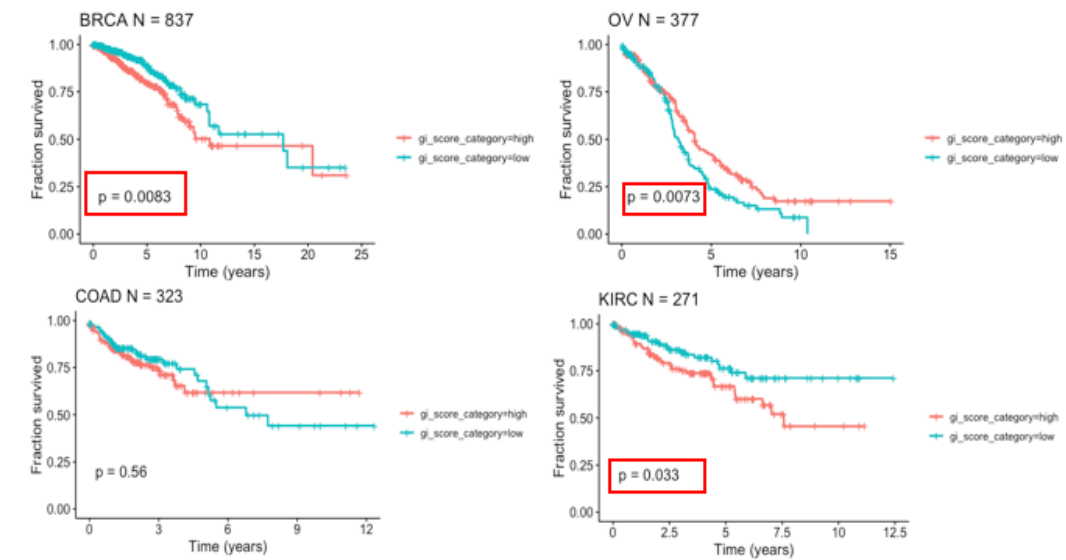 BRCA N = 837
Fraction survived
1.00
0.75
0.50
0.25
0.00
p = 0.0083
0 5 10 15 20 25
Time (years)
gi_score_category=high
gi_score_category=low
OV N = 377
Fraction survived
1.00
0.75
0.50
0.25
0.00
p = 0.0073
0 5 10 15
Time (years)
gi_score_category=high
gi_score_category=low
COAD N = 323
Fraction survived
1.00
0.75
0.50
0.25
0.00
p = 0.56
0 3 6 9 12
Time (years)
gi_score_category=high
gi_score_category=low
KIRC N = 271
Fraction survived
1.00
0.75
0.50
0.25
0.00
p = 0.033
0 2.5 5 7.5 10 12.5
Time (years)
gi_score_category=high
gi_score_category=low